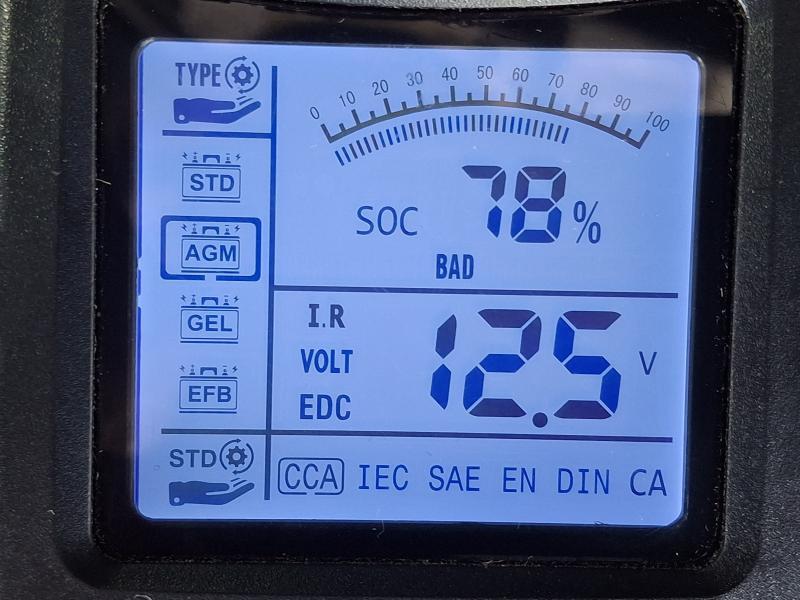 TYPE
0 10 20 30 40 50 60 70 80 90 100
STD
SOC 78%
AGM
BAD
GEL
I.R
VOLT 12.5 V
EFB
EDC
STD
CCA IEC SAE EN DIN CA